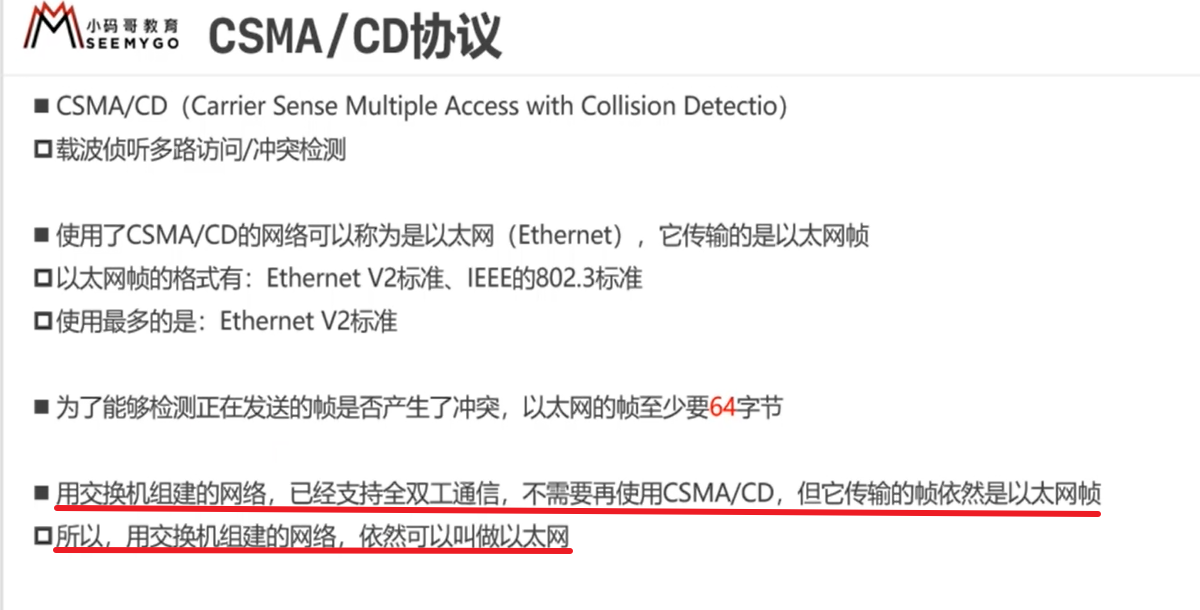 小码哥教育
SEEMYGO
CSMA/CD协议
■ CSMA/CD（Carrier Sense Multiple Access with Collision Detectio）
□ 载波侦听多路访问/冲突检测
■ 使用了CSMA/CD的网络可以称为是以太网（Ethernet），它传输的是以太网帧
□ 以太网帧的格式有：Ethernet V2标准、IEEE的802.3标准
□ 使用最多的是：Ethernet V2标准
■ 为了能够检测正在发送的帧是否产生了冲突，以太网的帧至少要64字节
■ 用交换机组建的网络，已经支持全双工通信，不需要再使用CSMA/CD，但它传输的帧依然是以太网帧
□ 所以，用交换机组建的网络，依然可以叫做以太网